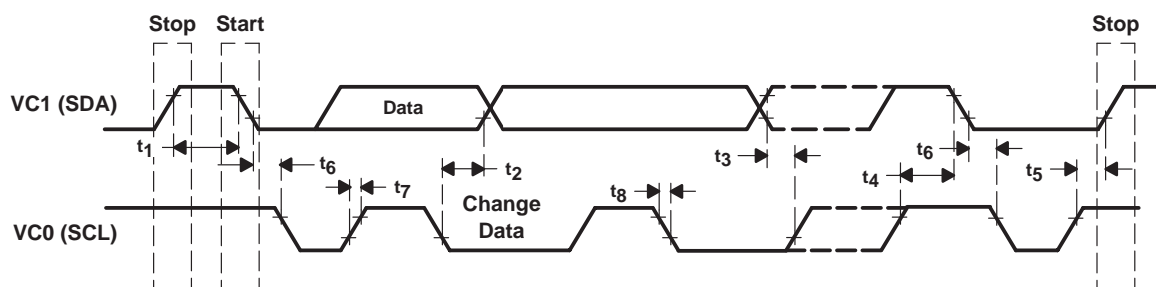 Stop
Start
Stop
VC1 (SDA)
Data
t1
t6
t2
t3
t6
t5
t7
t8
t4
Change
Data
VC0 (SCL)